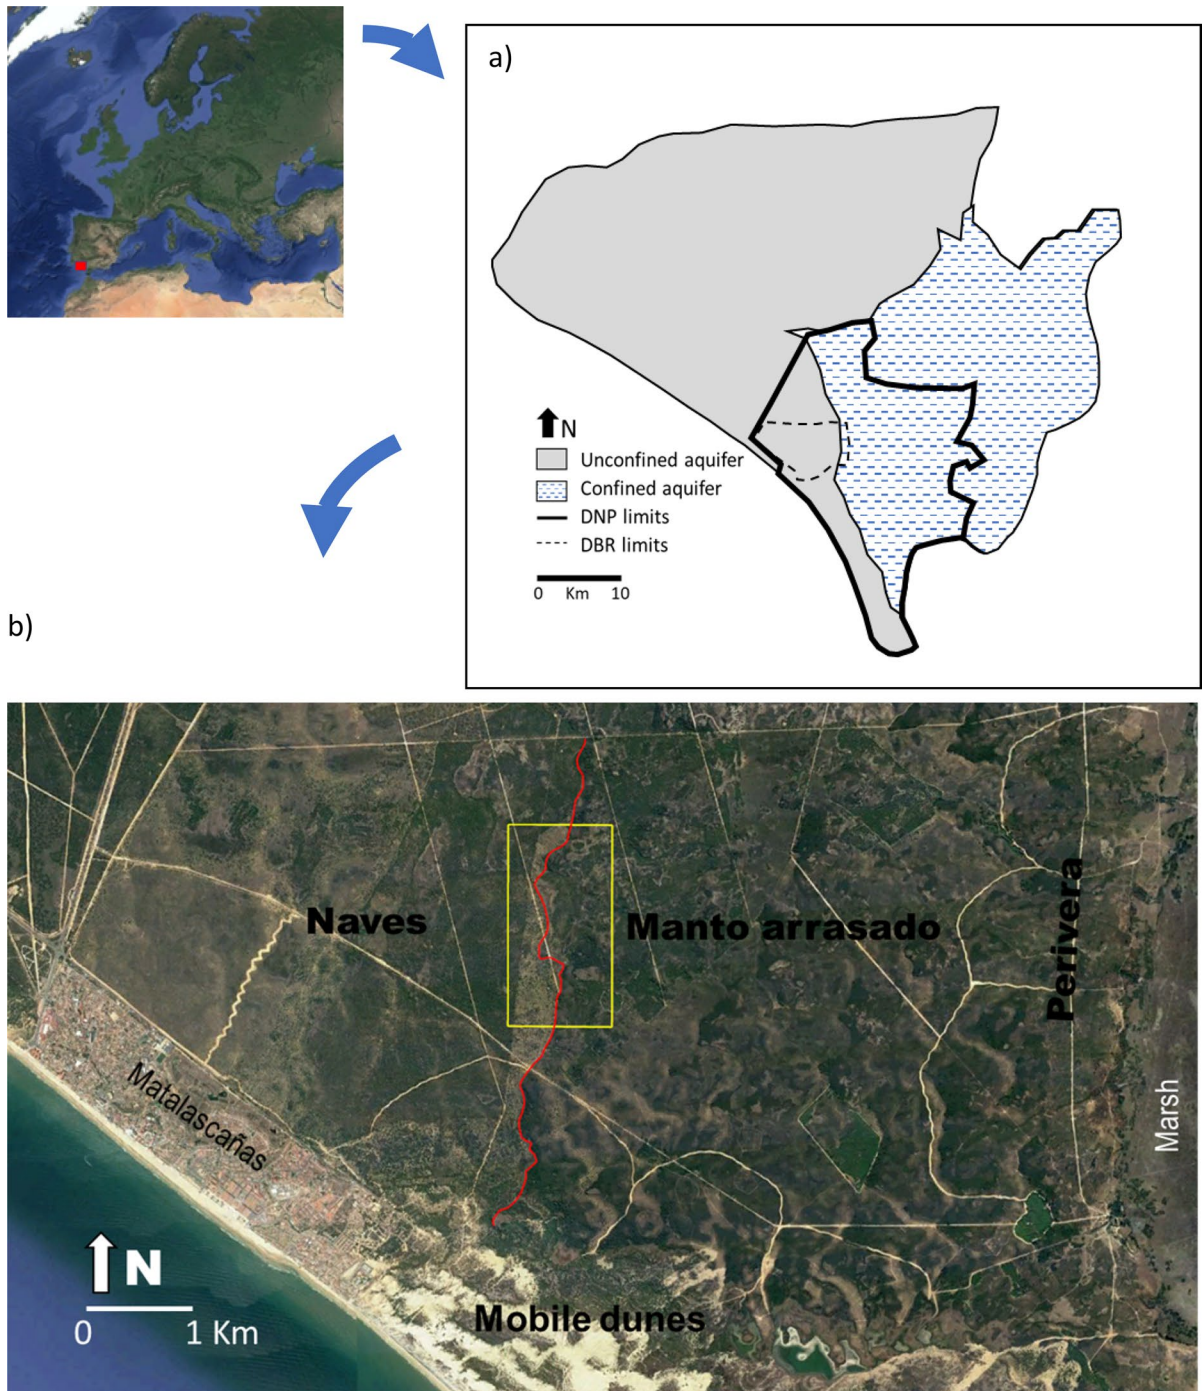 a)
N
Unconfined aquifer
Confined aquifer
DNP limits
DBR limits
0 Km 10
b)
Naves
Manto arrasado
Perivera
Matalascañas
Marsh
N
0 1 Km
Mobile dunes